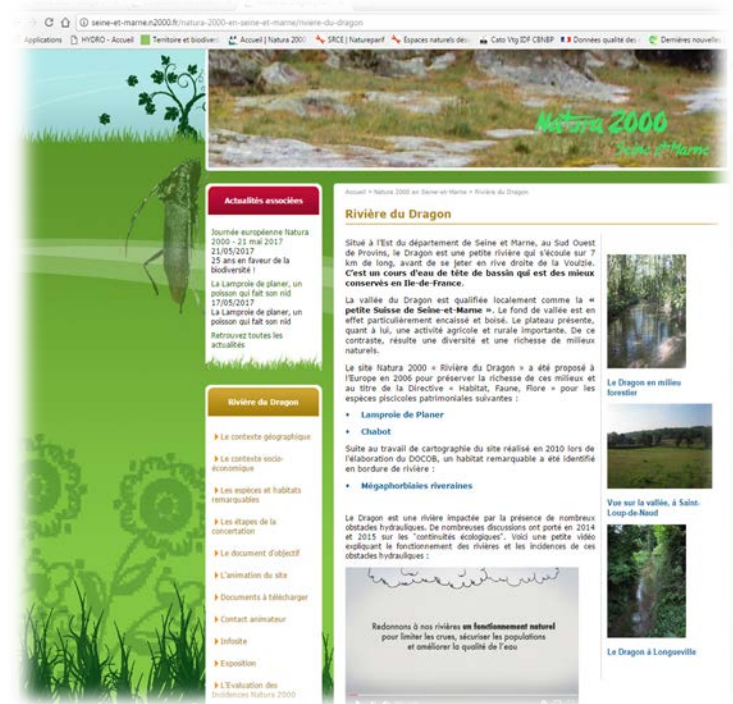 seine-et-marne.n2000.fr/natura-2000-en-seine-et-marne/riviere-du-dragon
Applications HYDRO - Accueil Territoire et biodivers Accueil | Natura 2000 SRCE | Natureparif Espaces naturels de Cato Vtg IDF CBNBP Données qualité des Dernières nouvelle
Natura 2000
Seine et Marne
Accueil > Natura 2000 en Seine-et-Marne > Rivière du Dragon
Actualités associées
Journée européenne Natura
2000 - 21 mai 2017
21/05/2017
25 ans en faveur de la
biodiversité !
La Lamproie de planer, un
poisson qui fait son nid
17/05/2017
La Lamproie de planer, un
poisson qui fait son nid
Retrouvez toutes les
actualités
Rivière du Dragon
Le contexte géographique
Le contexte socio-
économique
Les espèces et habitats
remarquables
Les étapes de la
concertation
Le document d'objectif
L'animation du site
Documents à télécharger
Contact animateur
Infosite
Exposition
L'Evaluation des
Incidences Natura 2000
Rivière du Dragon
Situé à l'Est du département de Seine et Marne, au Sud Ouest
de Provins, le Dragon est une petite rivière qui s'écoule sur 7
km de long, avant de se jeter en rive droite de la Voulzie.
C'est un cours d'eau de tête de bassin qui est des mieux
conservés en Ile-de-France.
La vallée du Dragon est qualifiée localement comme la «
petite Suisse de Seine-et-Marne ». Le fond de vallée est en
effet particulièrement encaissé et boisé. Le plateau présente,
quant à lui, une activité agricole et rurale importante. De ce
contraste, résulte une diversité et une richesse de milieux
naturels.
Le site Natura 2000 « Rivière du Dragon » a été proposé à
l'Europe en 2006 pour préserver la richesse de ces milieux et
au titre de la Directive « Habitat, Faune, Flore » pour les
espèces piscicoles patrimoniales suivantes :
• Lamproie de Planer
• Chabot
Suite au travail de cartographie du site réalisé en 2010 lors de
l'élaboration du DOCOB, un habitat remarquable a été identifié
en bordure de rivière :
• Mégaphorbiaies riveraines
Le Dragon est une rivière impactée par la présence de nombreux
obstacles hydrauliques. De nombreuses discussions ont porté en 2014
et 2015 sur les "continuités écologiques". Voici une petite vidéo
expliquant le fonctionnement des rivières et les incidences de ces
obstacles hydrauliques :
Redonnons à nos rivières un fonctionnement naturel
pour limiter les crues, sécuriser les populations
et améliorer la qualité de l'eau
Le Dragon en milieu
forestier
Vue sur la vallée, à Saint-
Loup-de-Naud
Le Dragon à Longueville